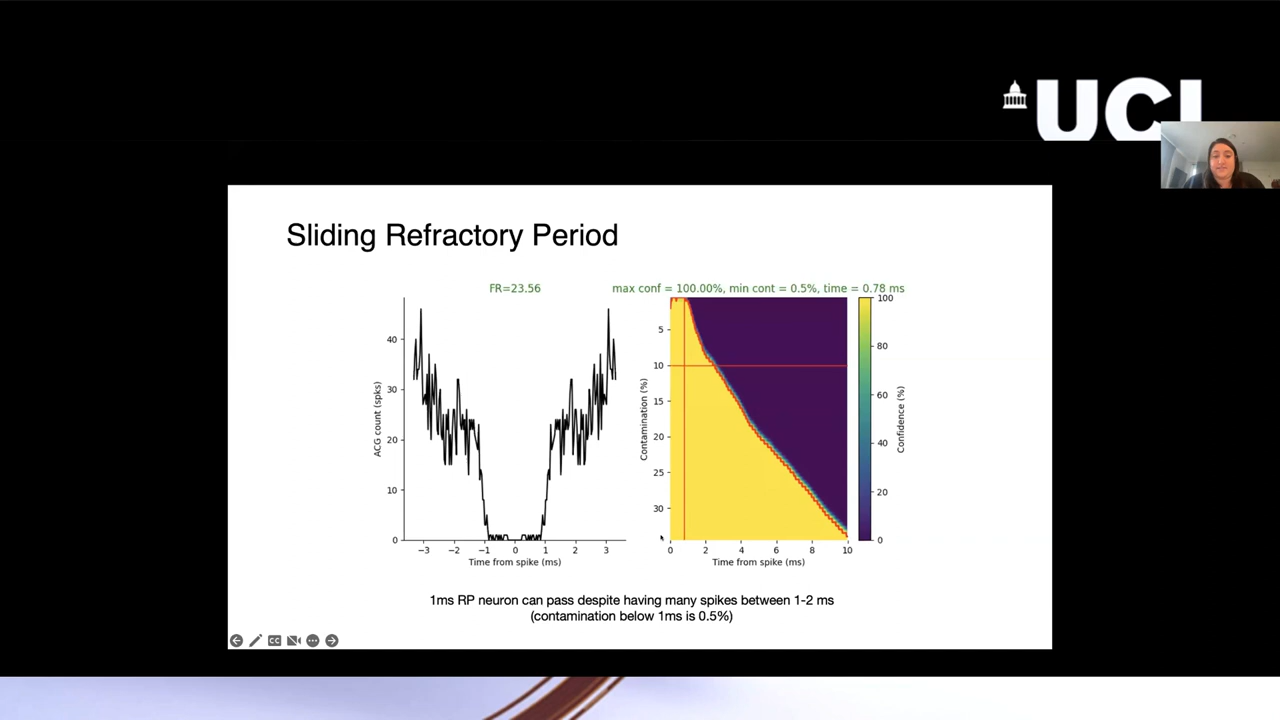 UCL
Sliding Refractory Period
FR=23.56
max conf = 100.00%, min cont = 0.5%, time = 0.78 ms
ACG count (spks)
40
30
20
10
0
−3 −2 −1 0 1 2 3
Time from spike (ms)
Contamination (%)
5
10
15
20
25
30
0 2 4 6 8 10
Time from spike (ms)
100
80
60
40
20
0
Confidence (%)
1ms RP neuron can pass despite having many spikes between 1-2 ms
(contamination below 1ms is 0.5%)
CC